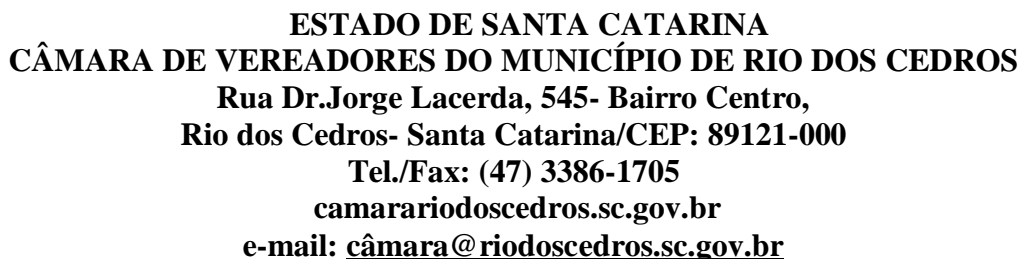 ESTADO DE SANTA CATARINA
CÂMARA DE VEREADORES DO MUNICÍPIO DE RIO DOS CEDROS
Rua Dr.Jorge Lacerda, 545- Bairro Centro,
Rio dos Cedros- Santa Catarina/CEP: 89121-000
Tel./Fax: (47) 3386-1705
camarariodoscedros.sc.gov.br
e-mail: câmara@riodoscedros.sc.gov.br